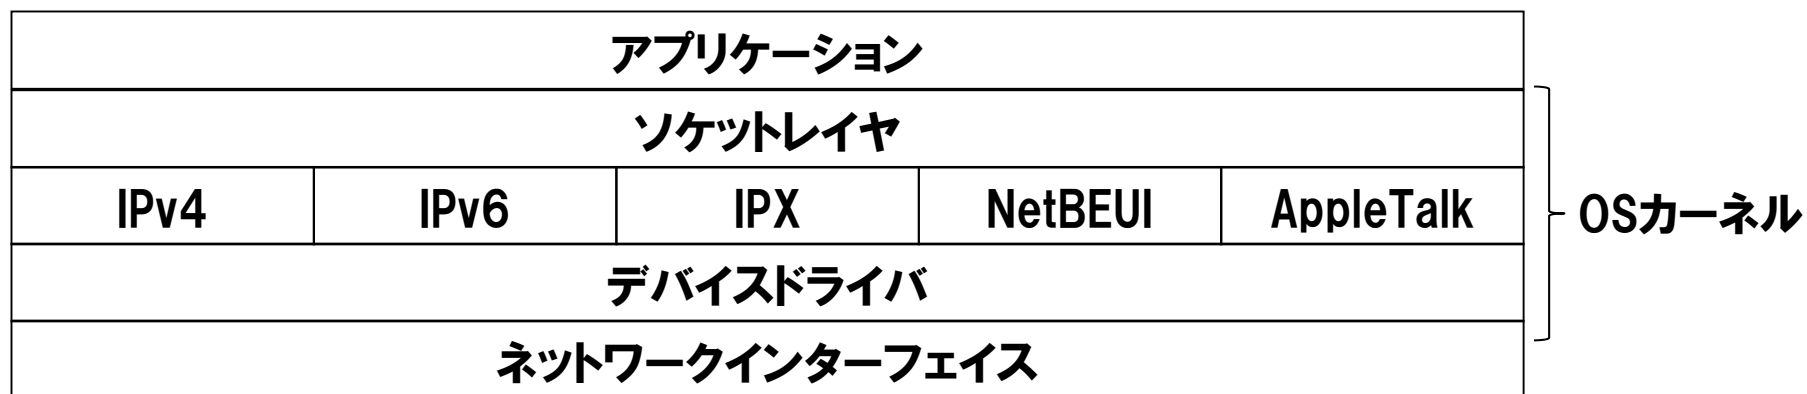 アプリケーション
ソケットレイヤ
IPv4 IPv6 IPX NetBEUI AppleTalk
OSカーネル
デバイスドライバ
ネットワークインターフェイス